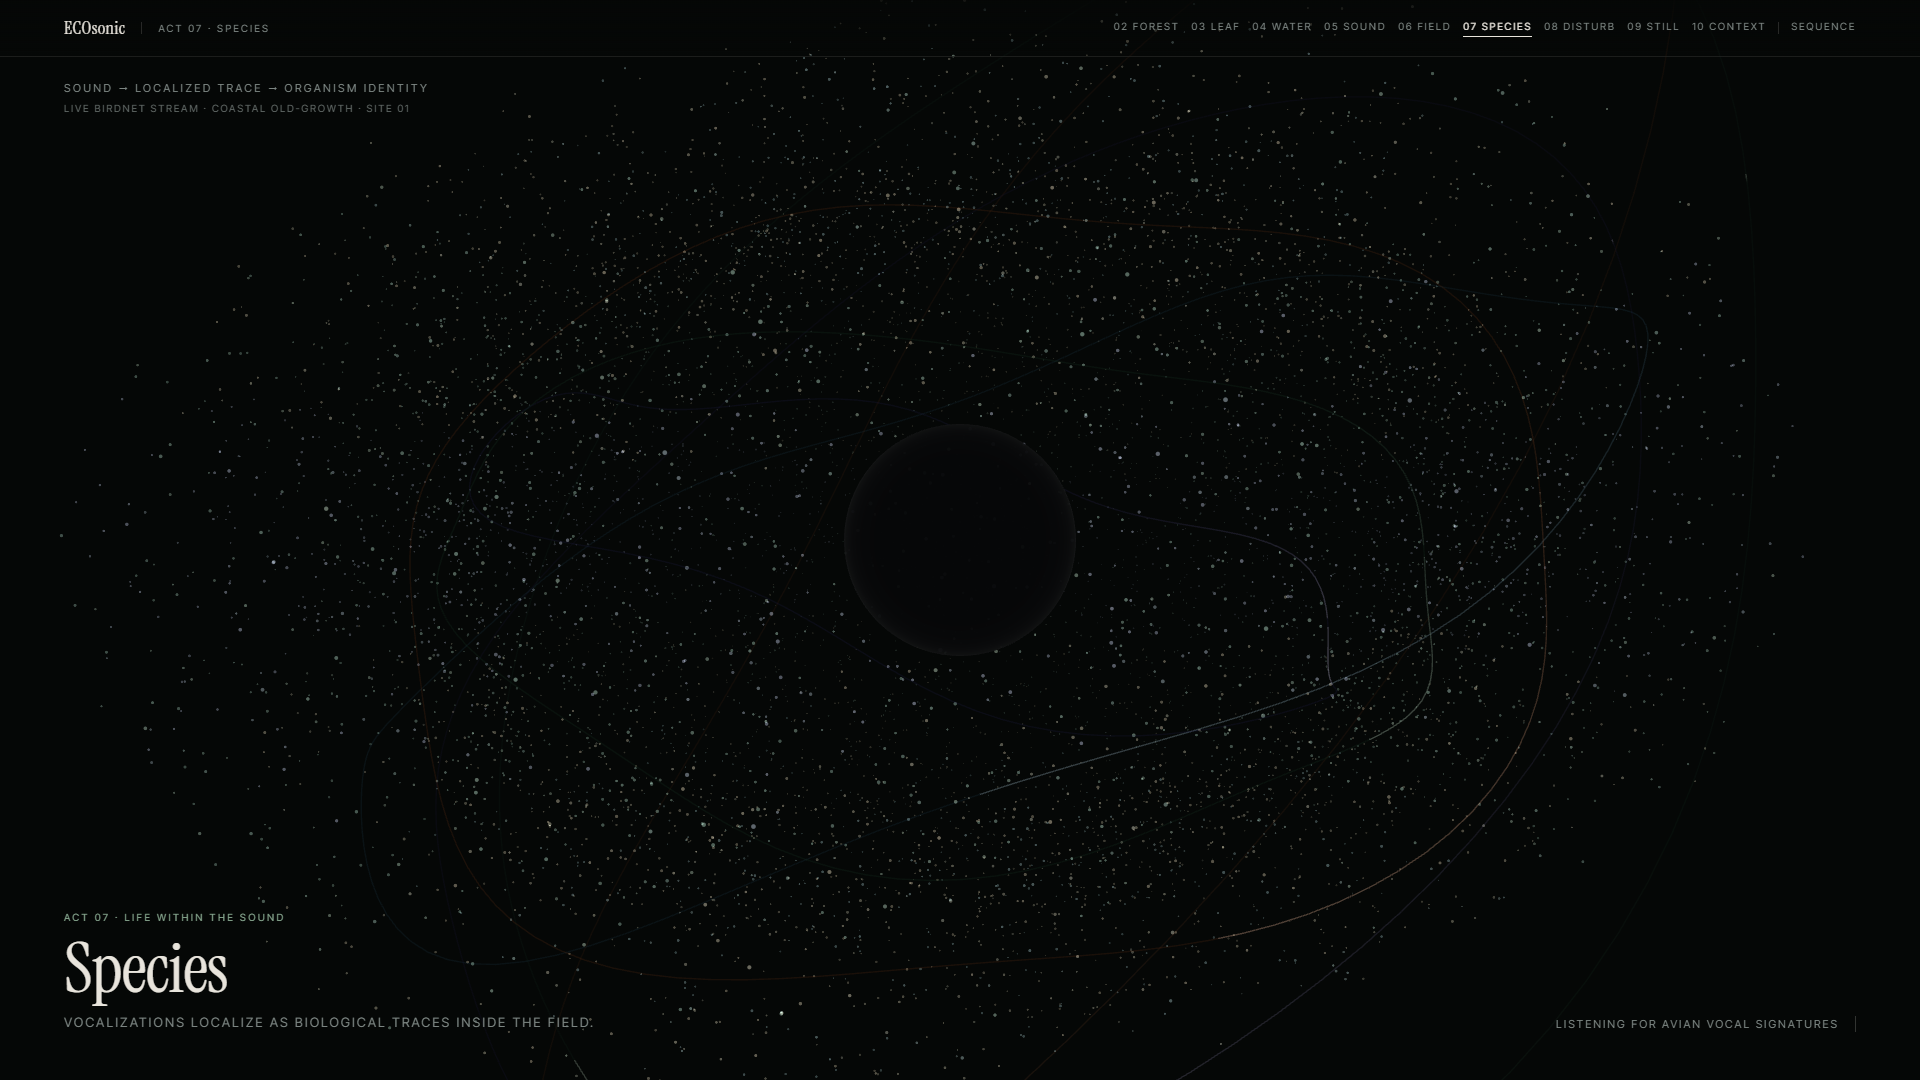 ECOsonic
ACT 07 · SPECIES
02 FOREST 03 LEAF 04 WATER 05 SOUND 06 FIELD 07 SPECIES 08 DISTURB 09 STILL 10 CONTEXT SEQUENCE
SOUND → LOCALIZED TRACE → ORGANISM IDENTITY
LIVE BIRDNET STREAM · COASTAL OLD-GROWTH · SITE 01
ACT 07 · LIFE WITHIN THE SOUND
Species
VOCALIZATIONS LOCALIZE AS BIOLOGICAL TRACES INSIDE THE FIELD.
LISTENING FOR AVIAN VOCAL SIGNATURES